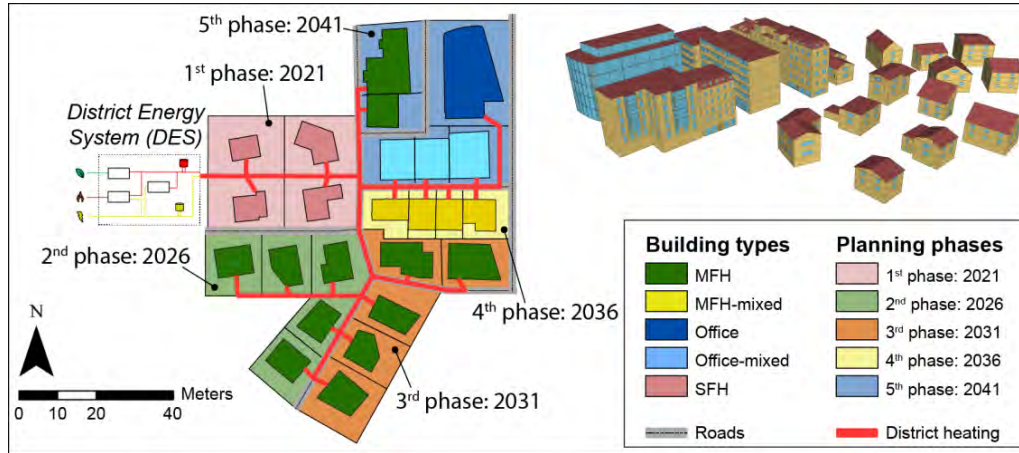 5th phase: 2041
1st phase: 2021
District Energy
System (DES)
2nd phase: 2026
4th phase: 2036
3rd phase: 2031
N
Meters
0 10 20 40
Building types
MFH
MFH-mixed
Office
Office-mixed
SFH
Roads
Planning phases
1st phase: 2021
2nd phase: 2026
3rd phase: 2031
4th phase: 2036
5th phase: 2041
District heating